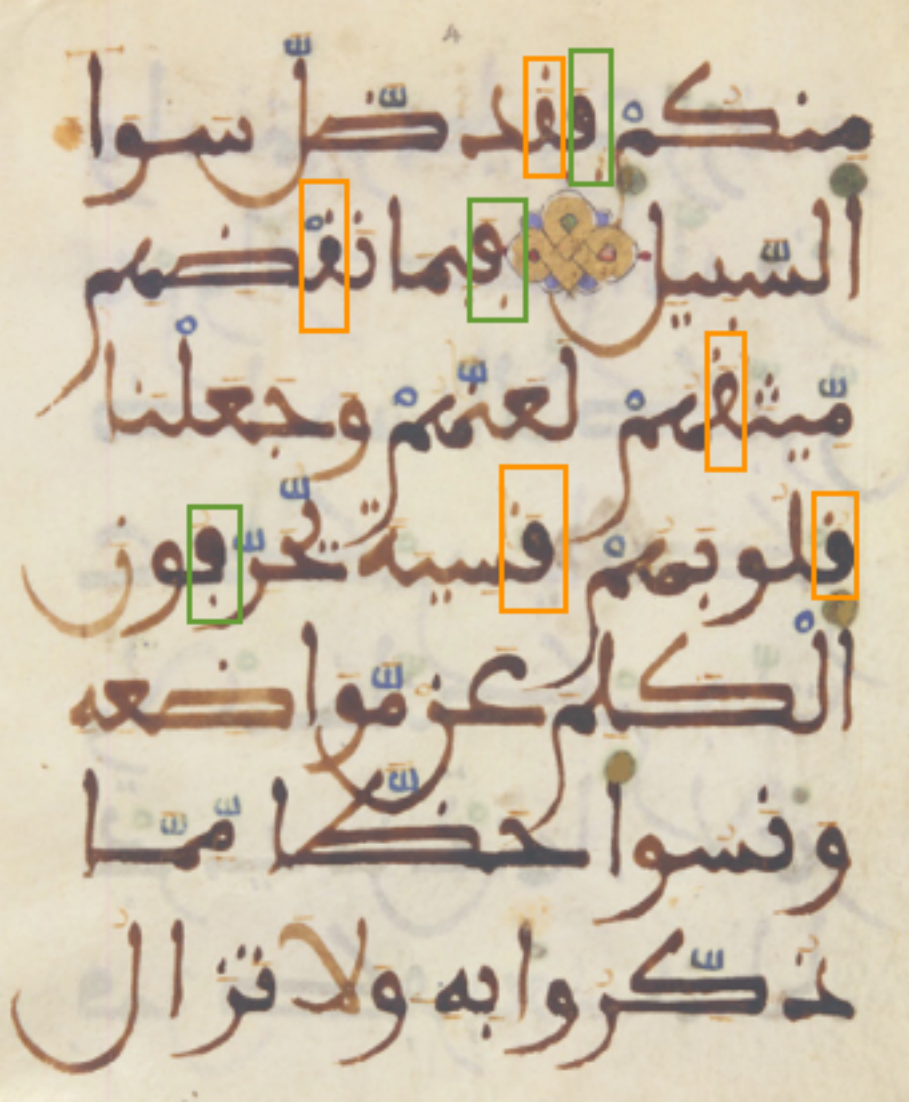 4
منكم فقد ضل سوا
السبيل فبما نقضهم
ميثقهم لعنهم وجعلنا
قلوبهم قسية يحرفون
الكلم عن مواضعه
ونسوا حظا مما
ذكروا به ولا تزال